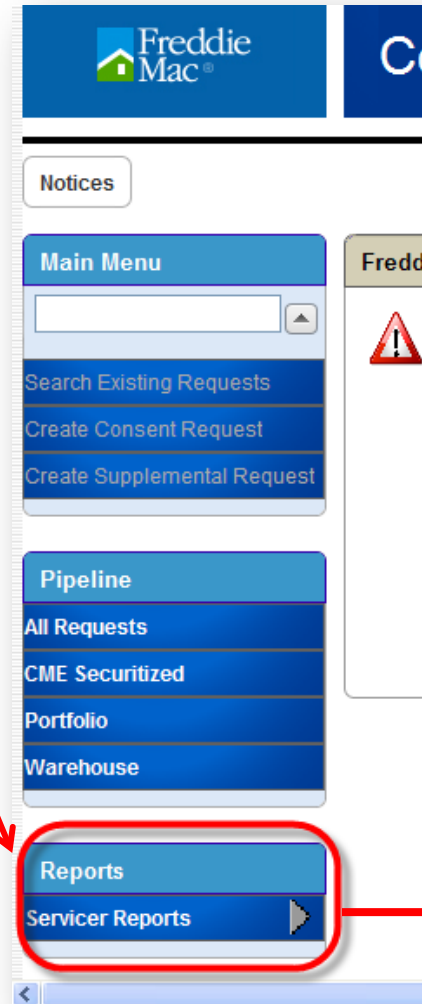 Freddie
Mac®
Notices
Main Menu
Search Existing Requests
Create Consent Request
Create Supplemental Request
Pipeline
All Requests
CME Securitized
Portfolio
Warehouse
Reports
Servicer Reports